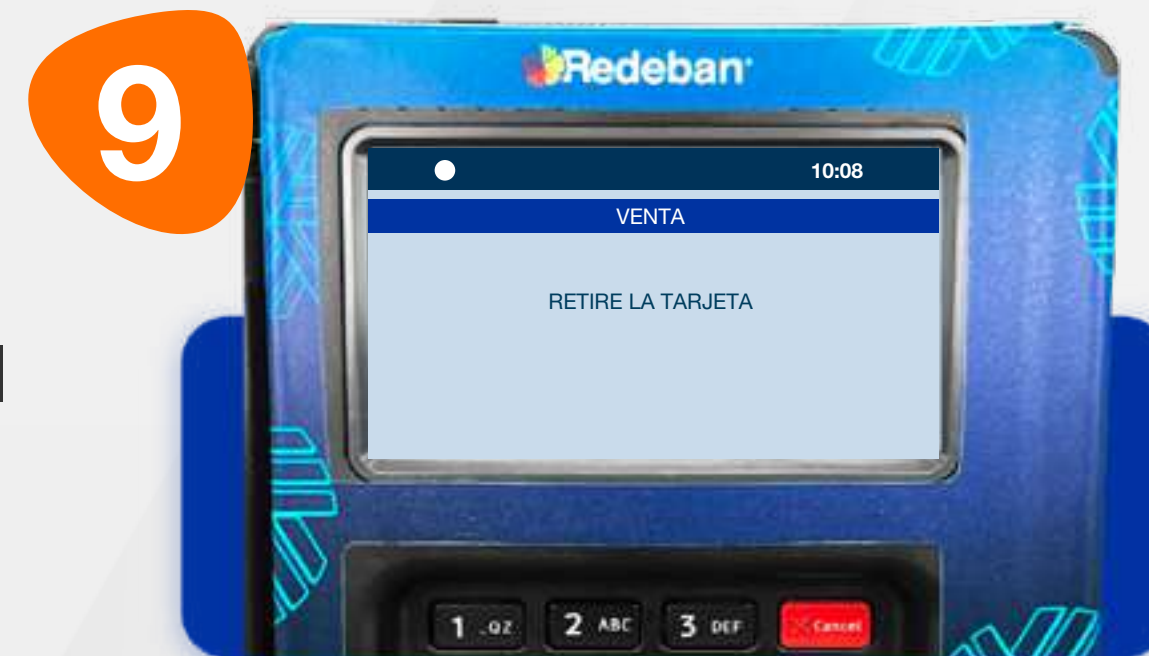 9
Redeban
10:08
VENTA
RETIRE LA TARJETA
1 .QZ 2 ABC 3 DEF Cancel